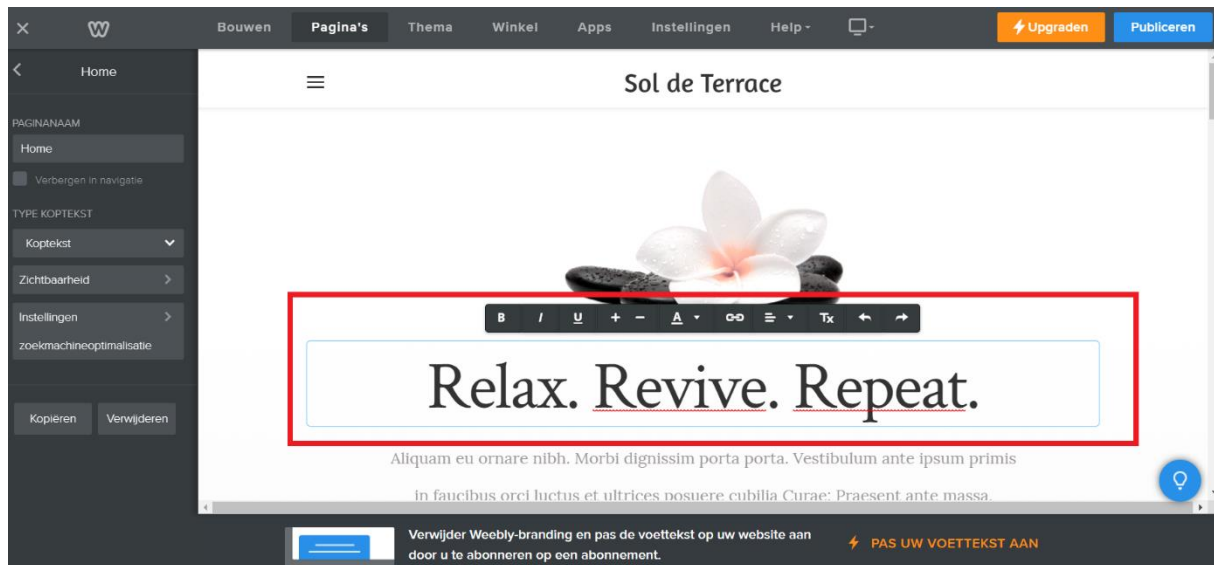 Bouwen Pagina's Thema Winkel Apps Instellingen Help Upgraden Publiceren
Home
PAGINANAAM
Home
Verbergen in navigatie
TYPE KOPTEKST
Koptekst
Zichtbaarheid
Instellingen
zoekmachineoptimalisatie
Kopiëren Verwijderen
Sol de Terrace
B I U + − A Tx
Relax. Revive. Repeat.
Aliquam eu ornare nibh. Morbi dignissim porta porta. Vestibulum ante ipsum primis
in faucibus orci luctus et ultrices posuere cubilia Curae; Praesent ante massa,
Verwijder Weebly-branding en pas de voettekst op uw website aan
door u te abonneren op een abonnement.
PAS UW VOETTEKST AAN